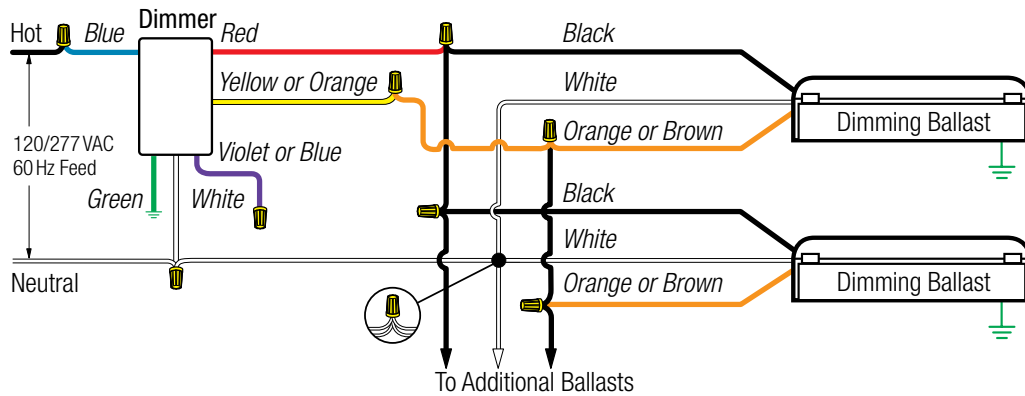 Dimmer
Hot
Blue
Red
Black
White
Yellow or Orange
Orange or Brown
Dimming Ballast
120/277 VAC
60 Hz Feed
Violet or Blue
Green
White
Black
White
Neutral
Orange or Brown
Dimming Ballast
To Additional Ballasts